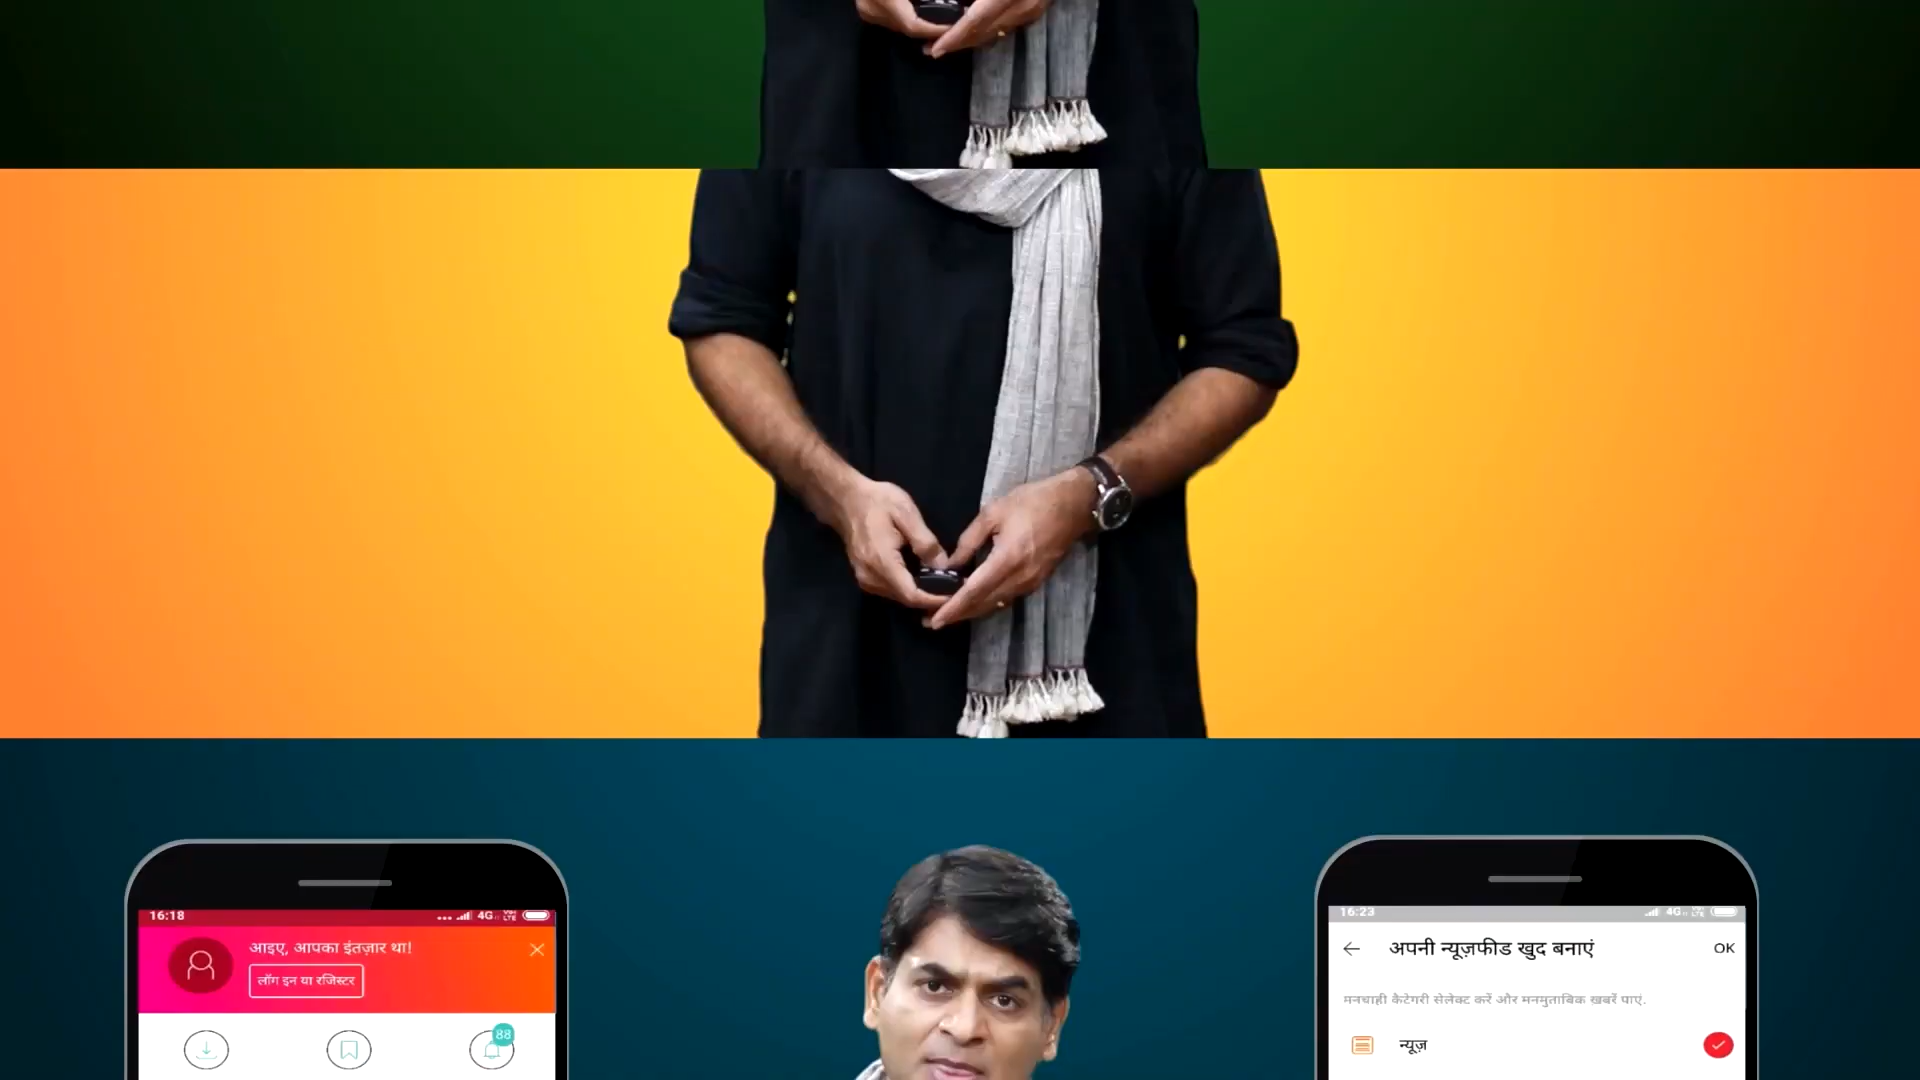 16:18
4G
आइए, आपका इंतज़ार था!
लॉग इन या रजिस्टर
88
16:23
4G
अपनी न्यूज़फीड खुद बनाएं
OK
मनचाही कैटेगरी सेलेक्ट करें और मनमुताबिक खबरें पाएं.
न्यूज़